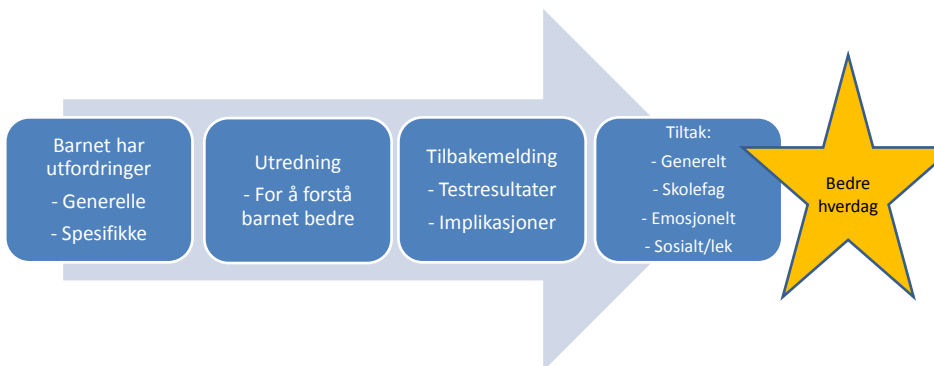 Barnet har
utfordringer
- Generelle
- Spesifikke
Utredning
- For å forstå
barnet bedre
Tilbakemelding
- Testresultater
- Implikasjoner
Tiltak:
- Generelt
- Skolefag
- Emosjonelt
- Sosialt/lek
Bedre
hverdag